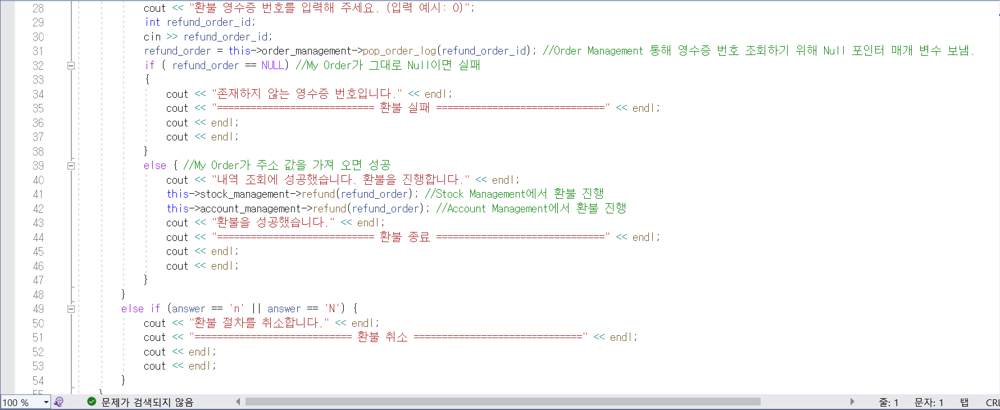 28 cout << "환불 영수증 번호를 입력해 주세요. (입력 예시: 0)";
29 int refund_order_id;
30 cin >> refund_order_id;
31 refund_order = this->order_management->pop_order_log(refund_order_id); //Order Management 통해 영수증 번호 조회하기 위해 Null 포인터 매개 변수 보냄.
32 if ( refund_order == NULL) //My Order가 그대로 Null이면 실패
33 {
34 cout << "존재하지 않는 영수증 번호입니다." << endl;
35 cout << "============================ 환불 실패 ==============================" << endl;
36 cout << endl;
37 cout << endl;
38 }
39 else { //My Order가 주소 값을 가져 오면 성공
40 cout << "내역 조회에 성공했습니다. 환불을 진행합니다." << endl;
41 this->stock_management->refund(refund_order); //Stock Management에서 환불 진행
42 this->account_management->refund(refund_order); //Account Management에서 환불 진행
43 cout << "환불을 성공했습니다." << endl;
44 cout << "============================ 환불 종료 ==============================" << endl;
45 cout << endl;
46 cout << endl;
47 }
48 }
49 else if (answer == 'n' || answer == 'N') {
50 cout << "환불 절차를 취소합니다." << endl;
51 cout << "============================ 환불 취소 ==============================" << endl;
52 cout << endl;
53 cout << endl;
54 }
55 }
100 % 문제가 검색되지 않음 줄: 1 문자: 1 탭